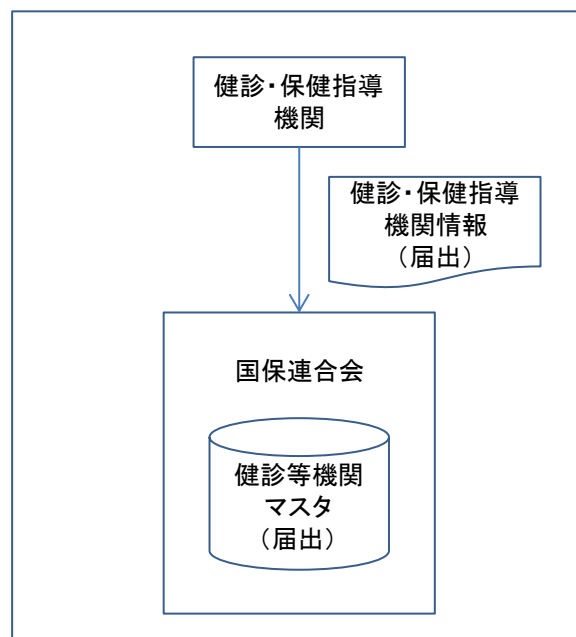 健診・保健指導
機関
健診・保健指導
機関情報
（届出）
国保連合会
健診等機関
マスタ
（届出）